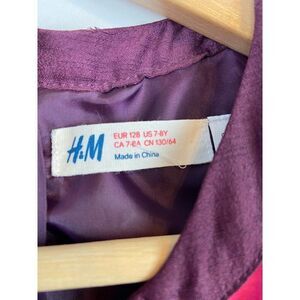 H&M
EUR 128 US 7-8Y
CA 7-8A CN 130/64
Made in China